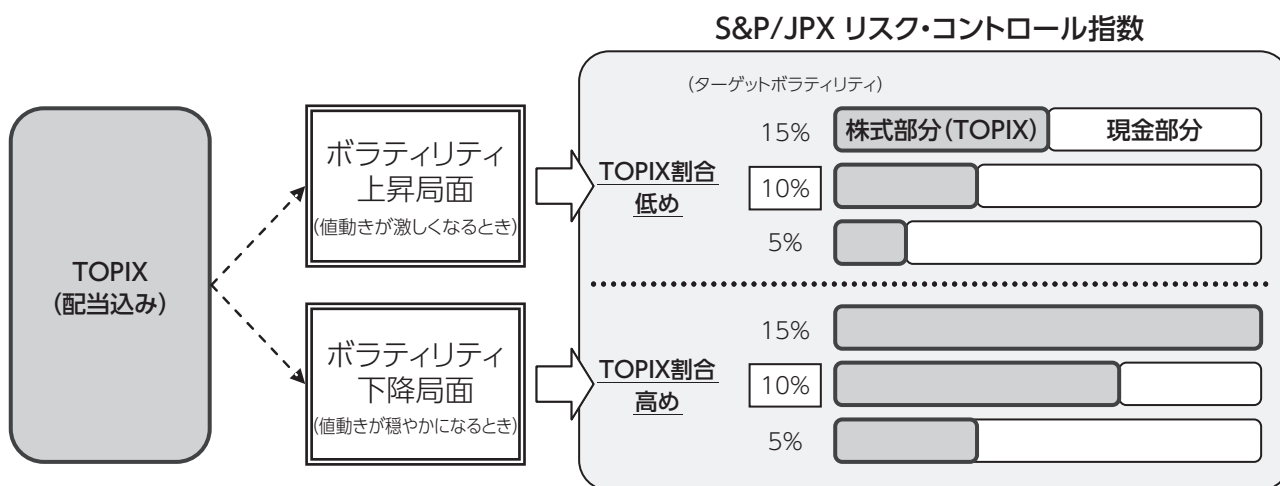 S&P/JPX リスク・コントロール指数
TOPIX
(配当込み)
ボラティリティ
上昇局面
(値動きが激しくなるとき)
TOPIX割合
低め
(ターゲットボラティリティ)
15%
株式部分(TOPIX)
現金部分
10%
5%
ボラティリティ
下降局面
(値動きが穏やかになるとき)
TOPIX割合
高め
15%
10%
5%